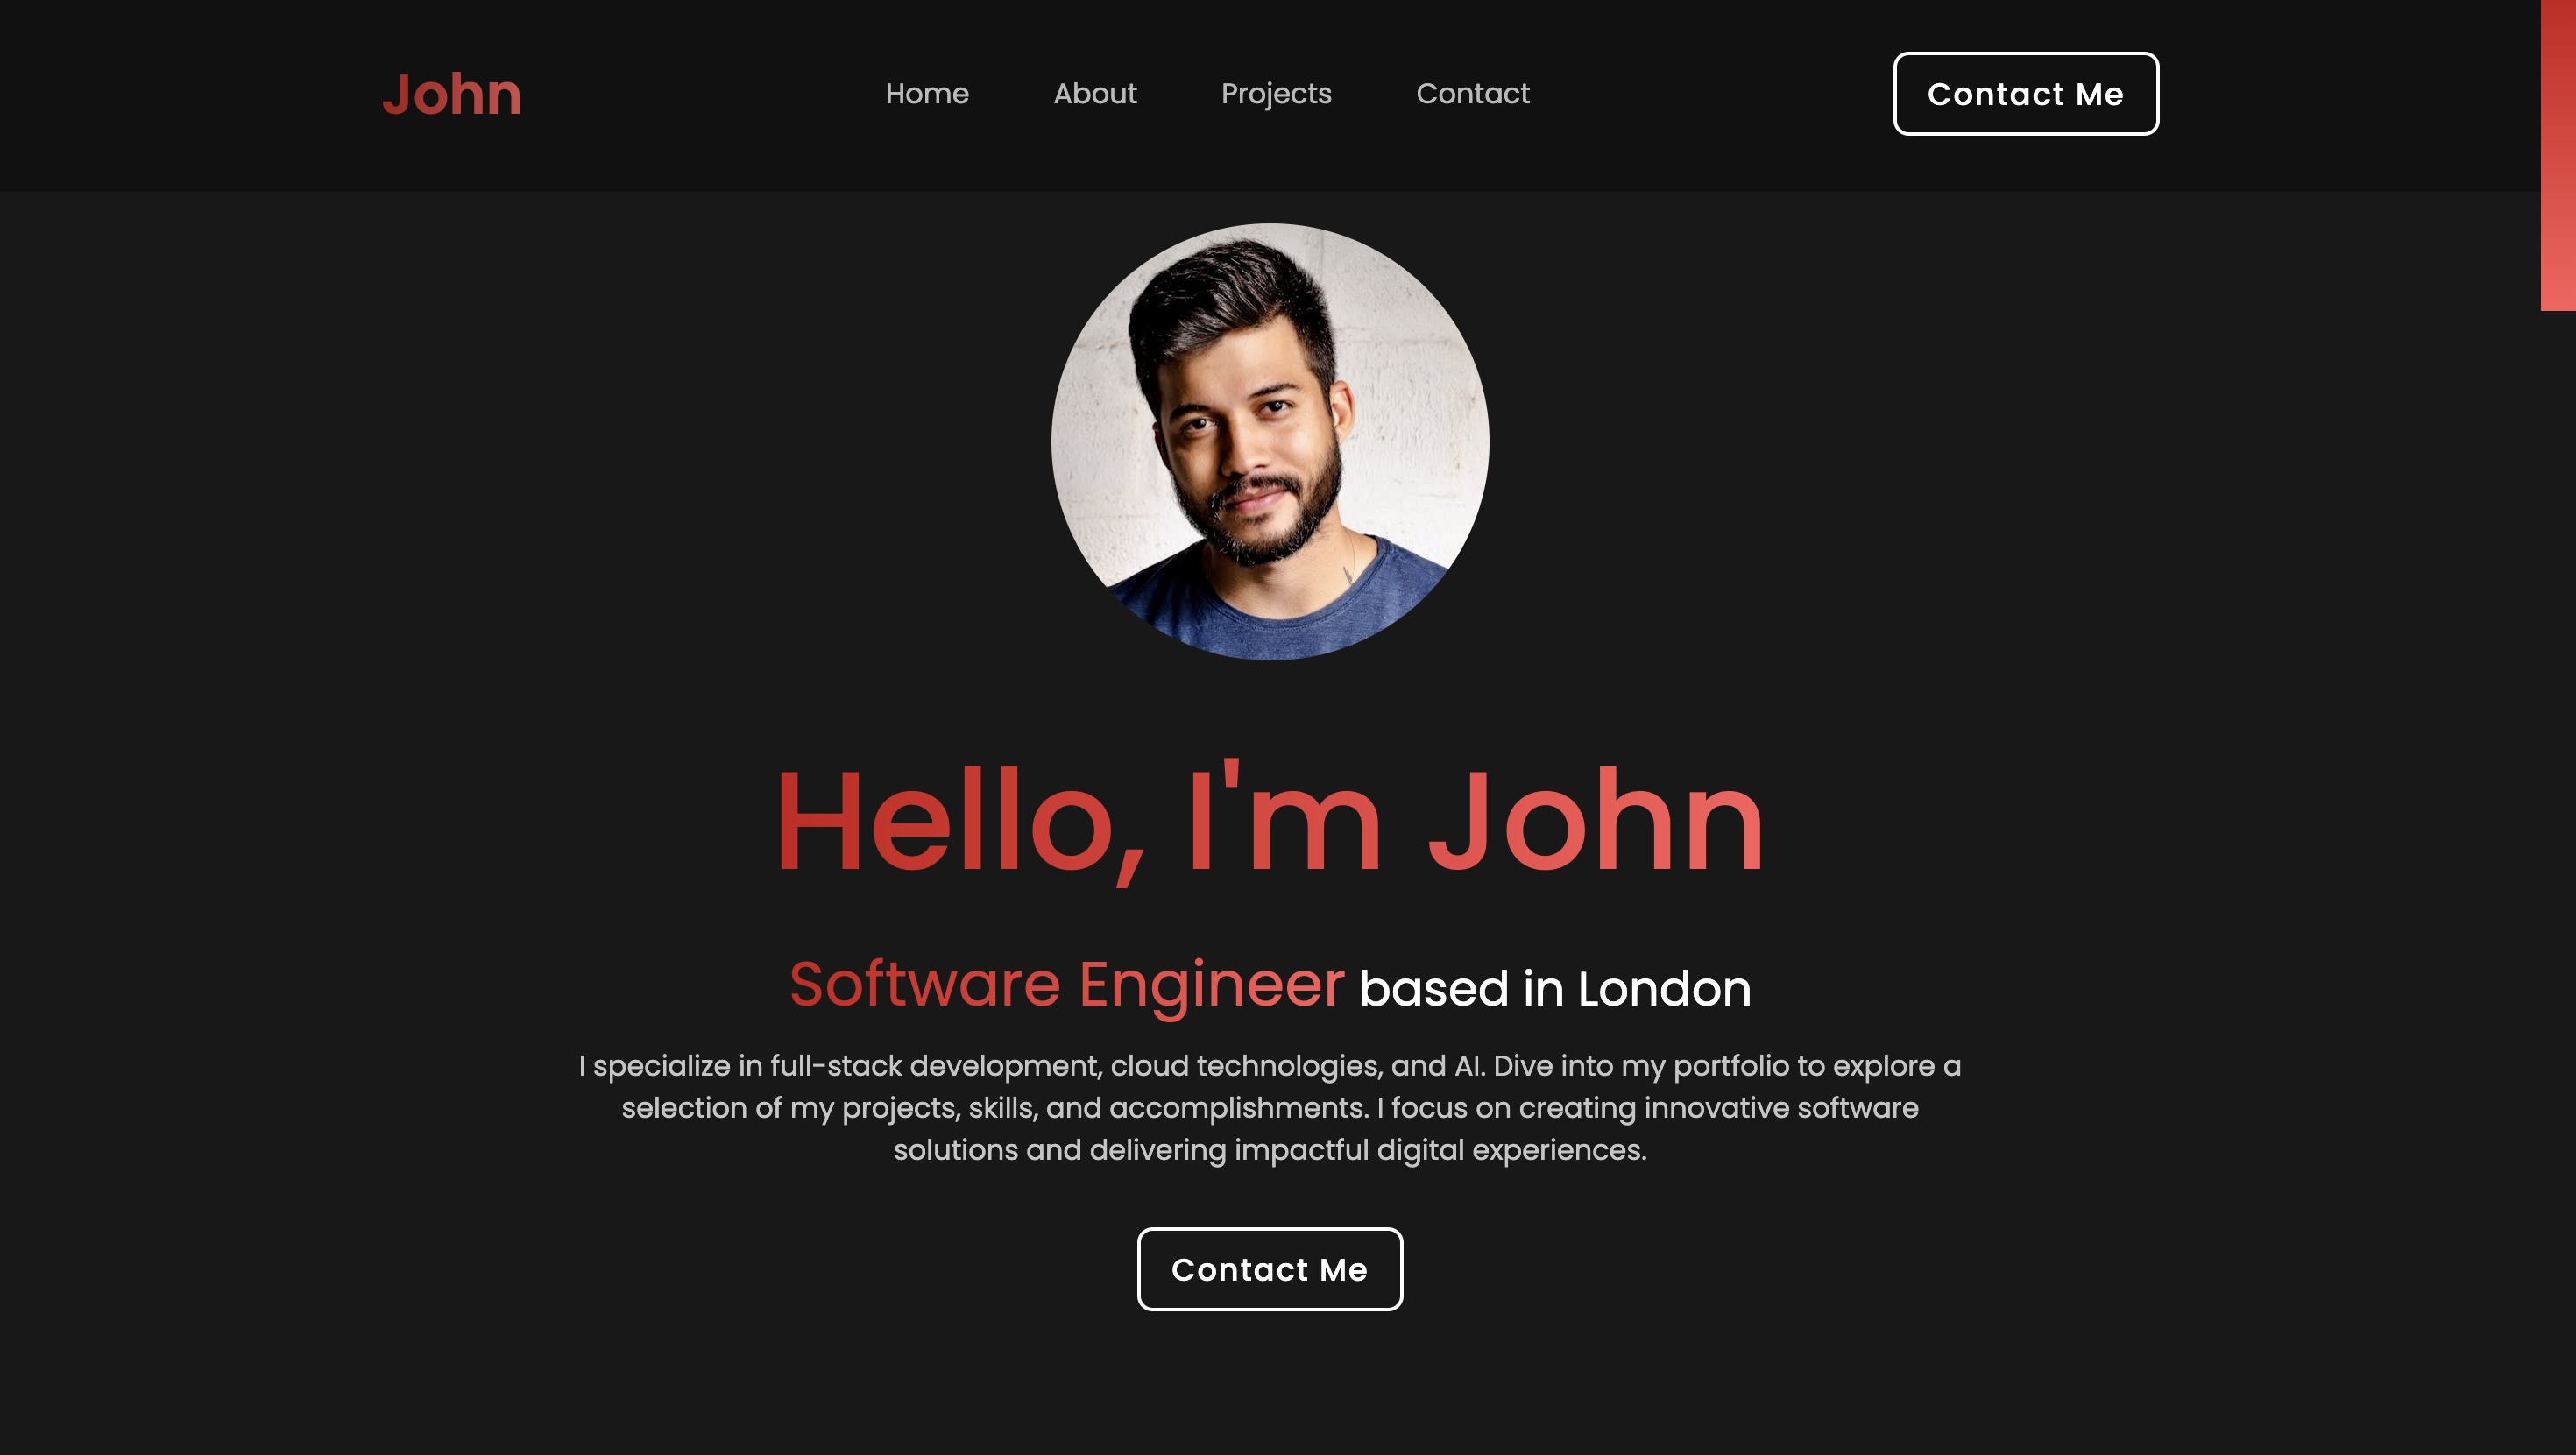 John
Home About Projects Contact
Contact Me
Hello, I'm John
Software Engineer based in London
I specialize in full-stack development, cloud technologies, and AI. Dive into my portfolio to explore a
selection of my projects, skills, and accomplishments. I focus on creating innovative software
solutions and delivering impactful digital experiences.
Contact Me